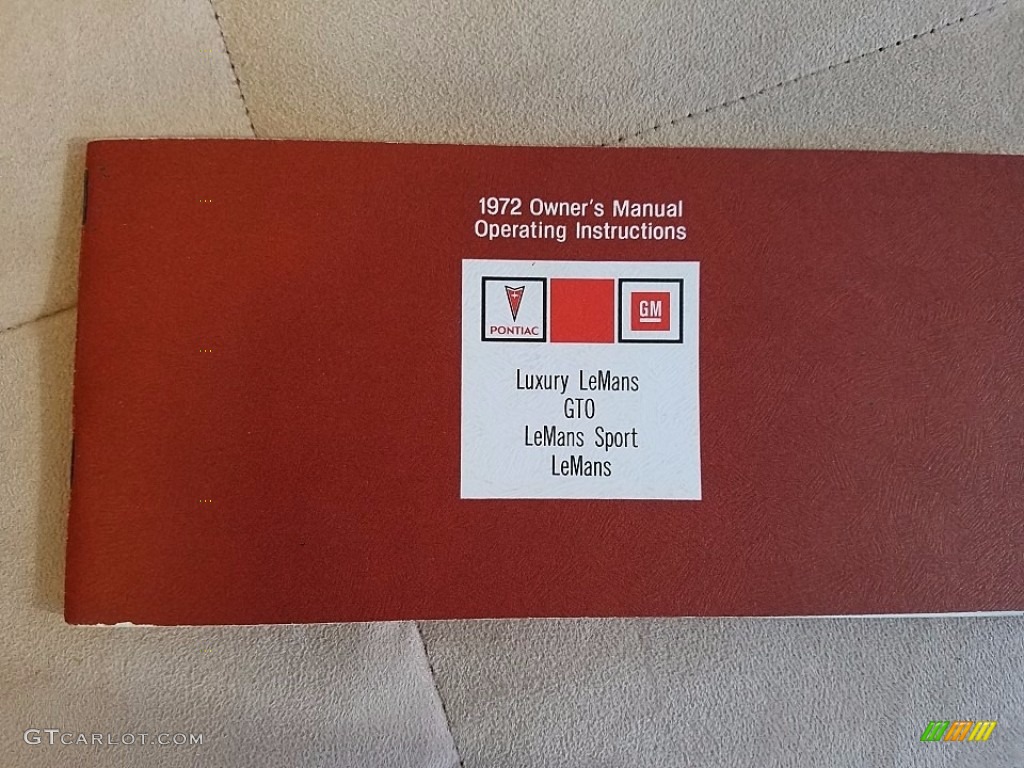 1972 Owner's Manual
Operating Instructions
PONTIAC
GM
Luxury LeMans
GTO
LeMans Sport
LeMans
GTCARLOT.COM